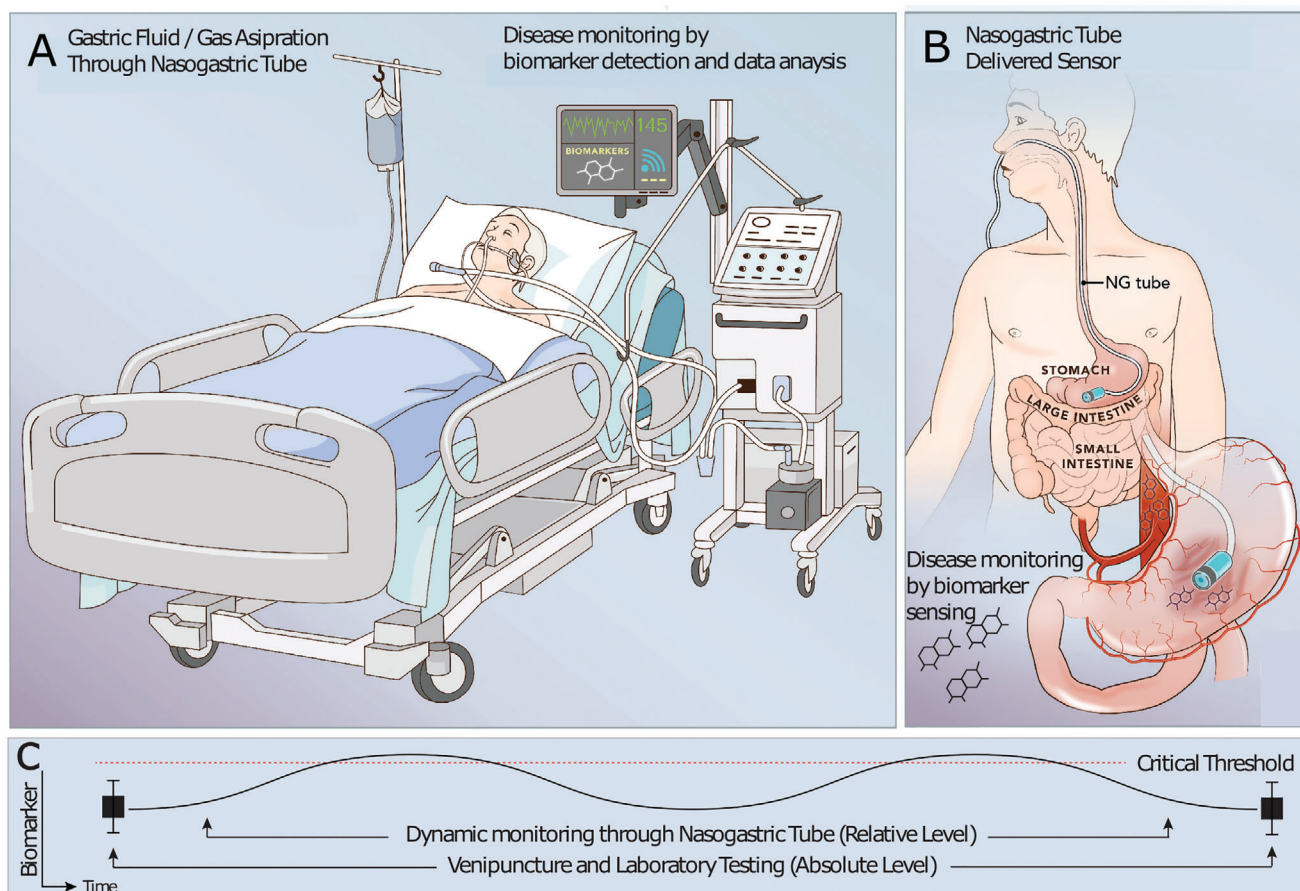 A
Gastric Fluid / Gas Asipration
Through Nasogastric Tube
Disease monitoring by
biomarker detection and data anaysis
145
BIOMARKERS
B
Nasogastric Tube
Delivered Sensor
NG tube
STOMACH
LARGE INTESTINE
SMALL
INTESTINE
Disease monitoring
by biomarker
sensing
C
Biomarker
Time
Critical Threshold
Dynamic monitoring through Nasogastric Tube (Relative Level)
Venipuncture and Laboratory Testing (Absolute Level)